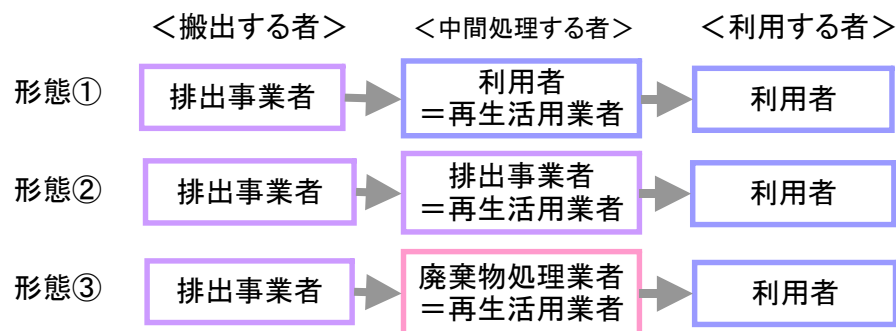 ＜搬出する者＞ ＜中間処理する者＞ ＜利用する者＞
形態① 排出事業者 利用者
＝再生活用業者 利用者
形態② 排出事業者 排出事業者
＝再生活用業者 利用者
形態③ 排出事業者 廃棄物処理業者
＝再生活用業者 利用者